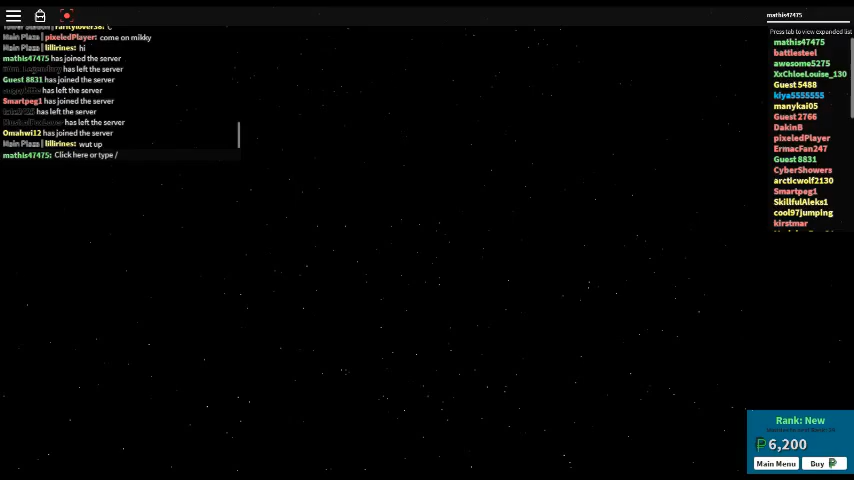 mathis47475
Press tab to view expanded list
Main Plaza | pixeledPlayer: come on mikky
Main Plaza | lillirines: hi
mathis47475 has joined the server
has left the server
Guest 8831 has joined the server
has left the server
Smartpeg1 has joined the server
has left the server
has left the server
Omahwi12 has joined the server
Main Plaza | lillirines: wut up
mathis47475: Click here or type /
mathis47475
battlesteel
awesome5275
XxChloeLouise_130
Guest 5488
kiya5555555
manykai05
Guest 2766
DakinB
pixeledPlayer
ErmacFan247
Guest 8831
CyberShowers
arcticwolf2130
Smartpeg1
SkillfulAleks1
cool97jumping
kirstmar
Rank: New
6,200
Main Menu
Buy